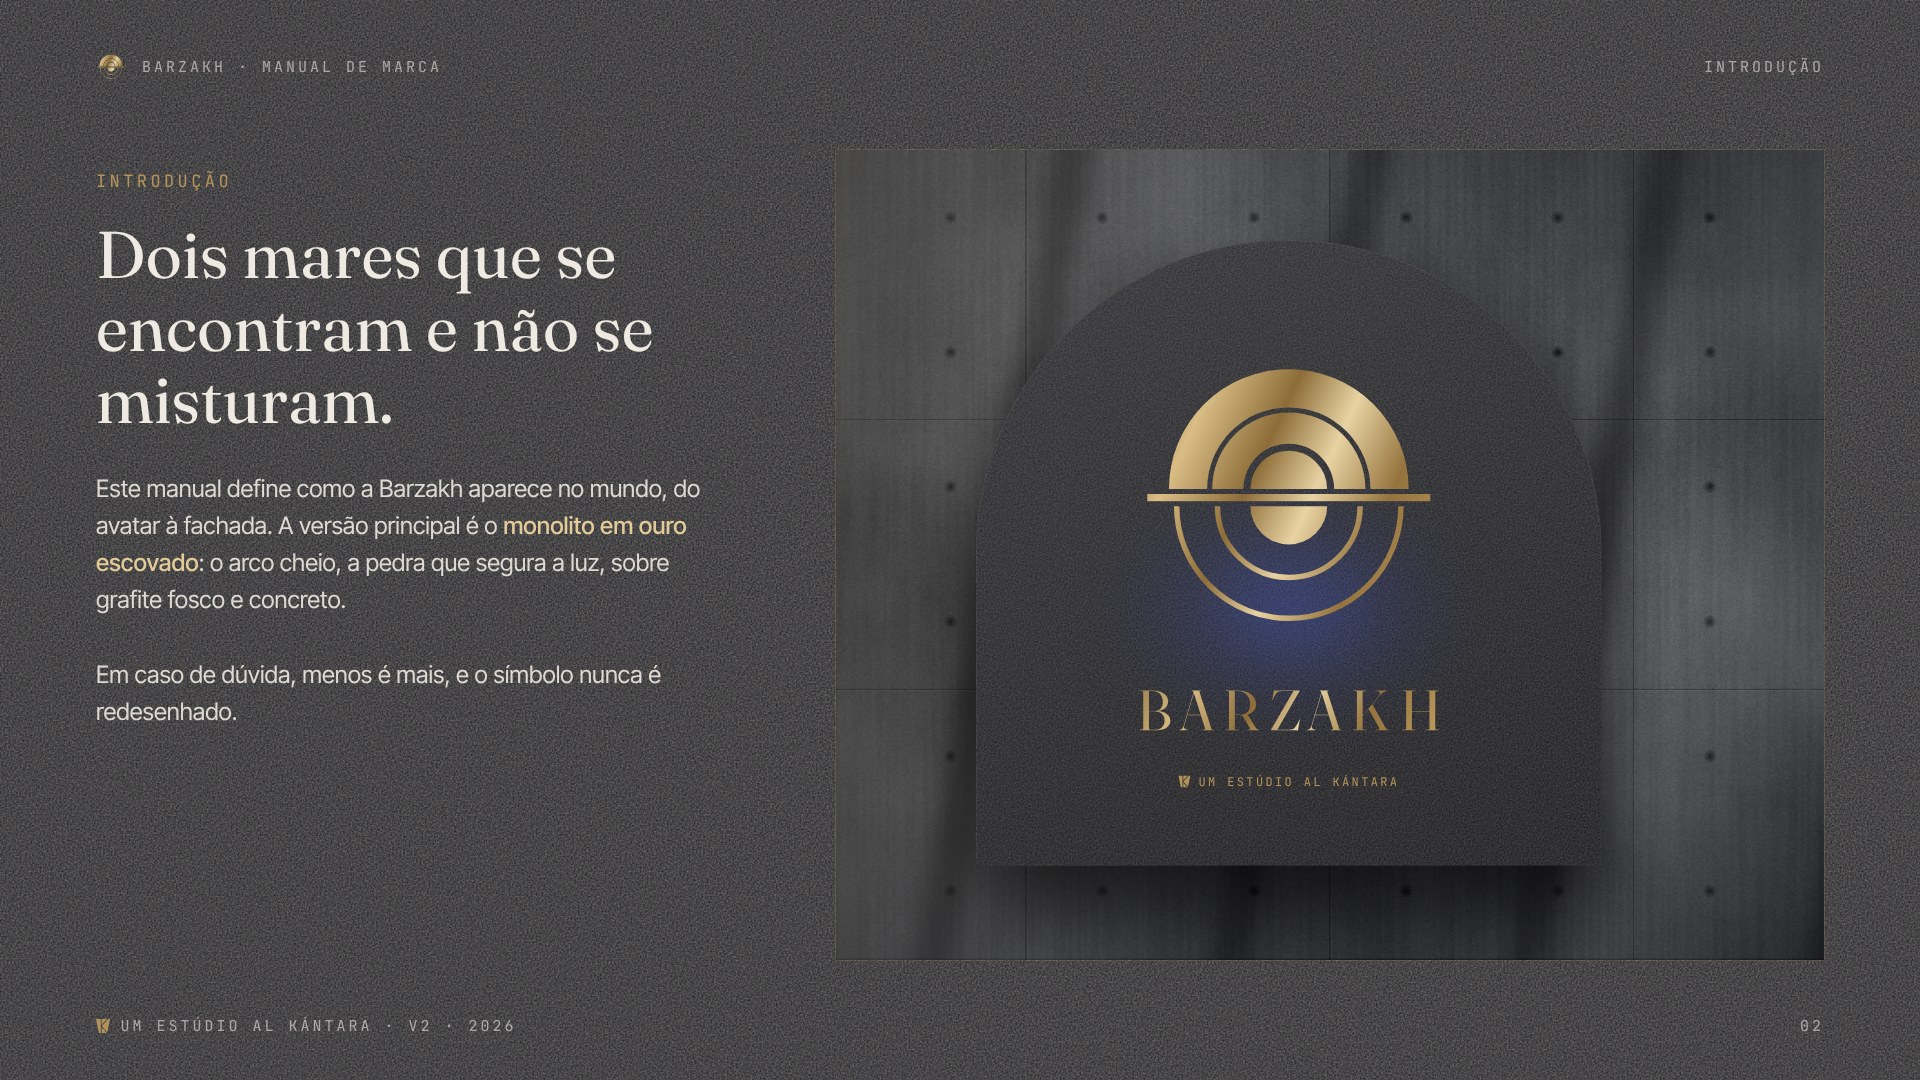 BARZAKH · MANUAL DE MARCA
INTRODUÇÃO
INTRODUÇÃO
Dois mares que se
encontram e não se
misturam.
Este manual define como a Barzakh aparece no mundo, do
avatar à fachada. A versão principal é o monolito em ouro
escovado: o arco cheio, a pedra que segura a luz, sobre
grafite fosco e concreto.
Em caso de dúvida, menos é mais, e o símbolo nunca é
redesenhado.
BARZAKH
K UM ESTÚDIO AL KÁNTARA
K UM ESTÚDIO AL KÁNTARA · V2 · 2026
02